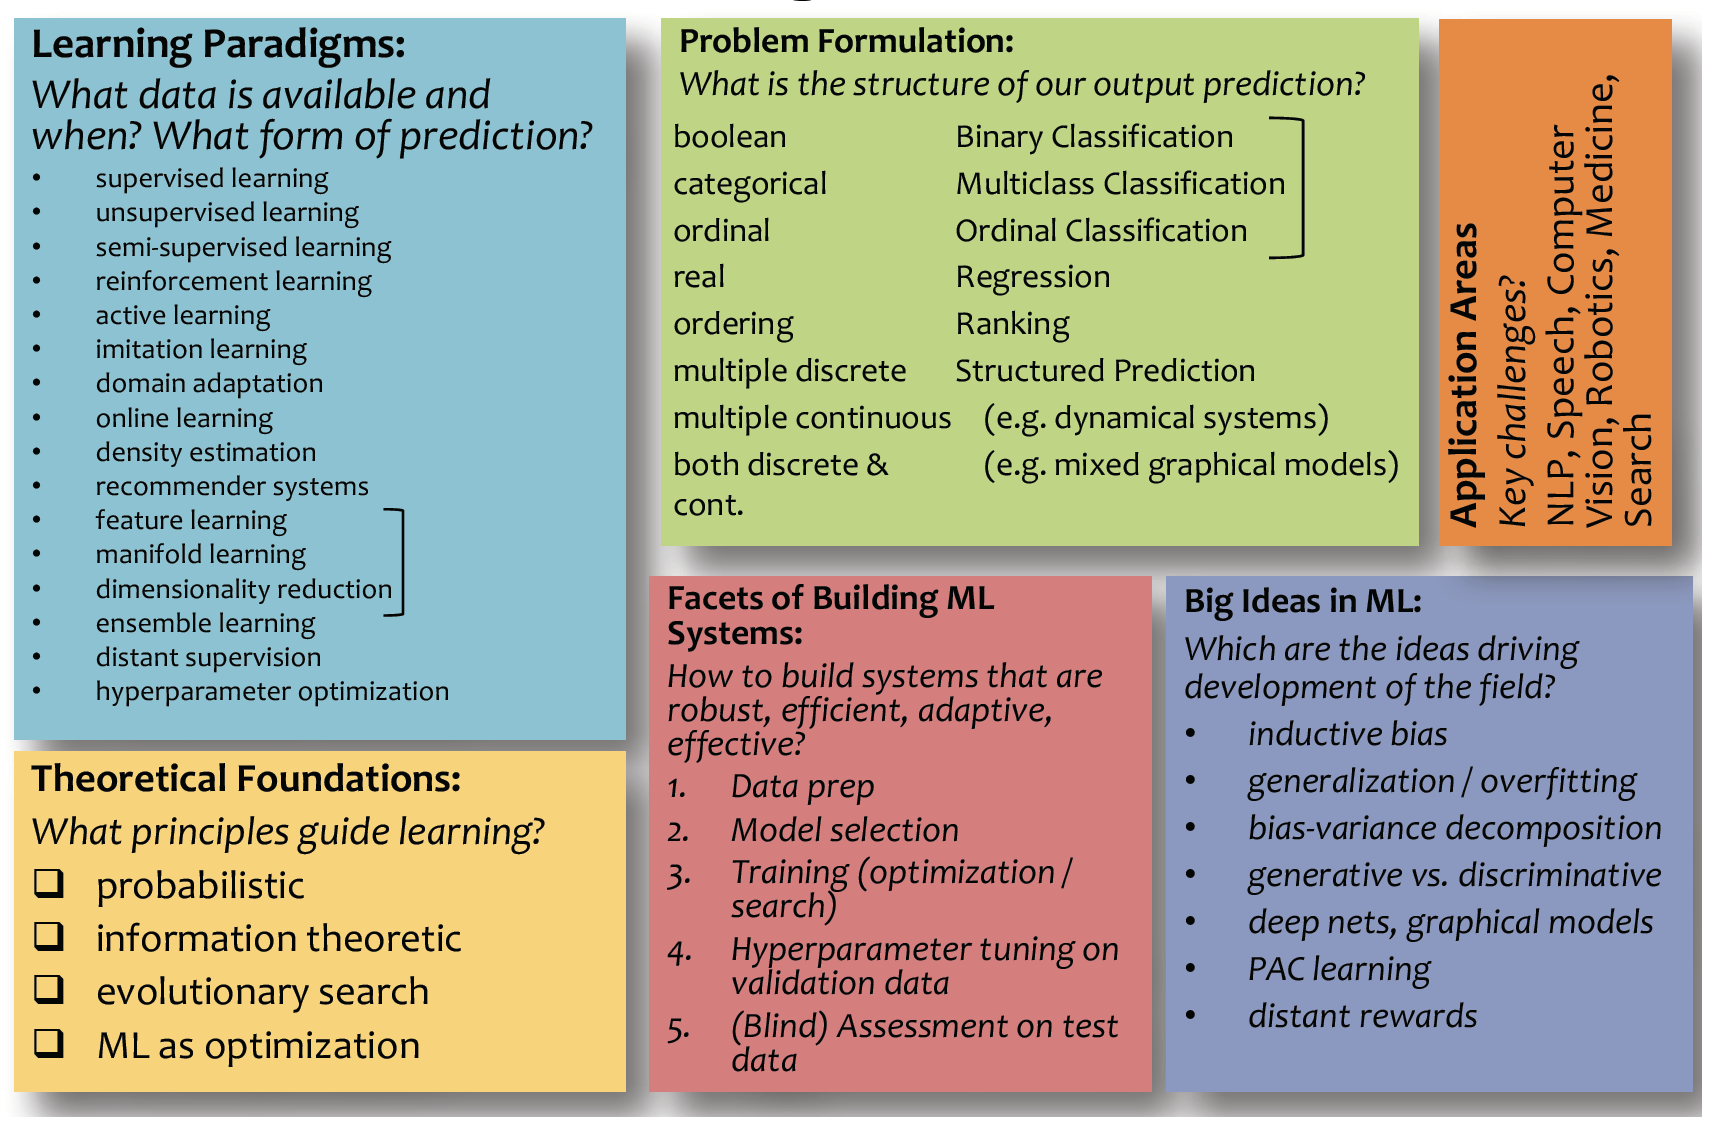 Learning Paradigms:
What data is available and
when? What form of prediction?
• supervised learning
• unsupervised learning
• semi-supervised learning
• reinforcement learning
• active learning
• imitation learning
• domain adaptation
• online learning
• density estimation
• recommender systems
• feature learning
• manifold learning
• dimensionality reduction
• ensemble learning
• distant supervision
• hyperparameter optimization
Theoretical Foundations:
What principles guide learning?
❑ probabilistic
❑ information theoretic
❑ evolutionary search
❑ ML as optimization
Problem Formulation:
What is the structure of our output prediction?
boolean Binary Classification
categorical Multiclass Classification
ordinal Ordinal Classification
real Regression
ordering Ranking
multiple discrete Structured Prediction
multiple continuous (e.g. dynamical systems)
both discrete & (e.g. mixed graphical models)
cont.
Application Areas
Key challenges?
NLP, Speech, Computer
Vision, Robotics, Medicine,
Search
Facets of Building ML
Systems:
How to build systems that are
robust, efficient, adaptive,
effective?
1. Data prep
2. Model selection
3. Training (optimization /
search)
4. Hyperparameter tuning on
validation data
5. (Blind) Assessment on test
data
Big Ideas in ML:
Which are the ideas driving
development of the field?
• inductive bias
• generalization / overfitting
• bias-variance decomposition
• generative vs. discriminative
• deep nets, graphical models
• PAC learning
• distant rewards